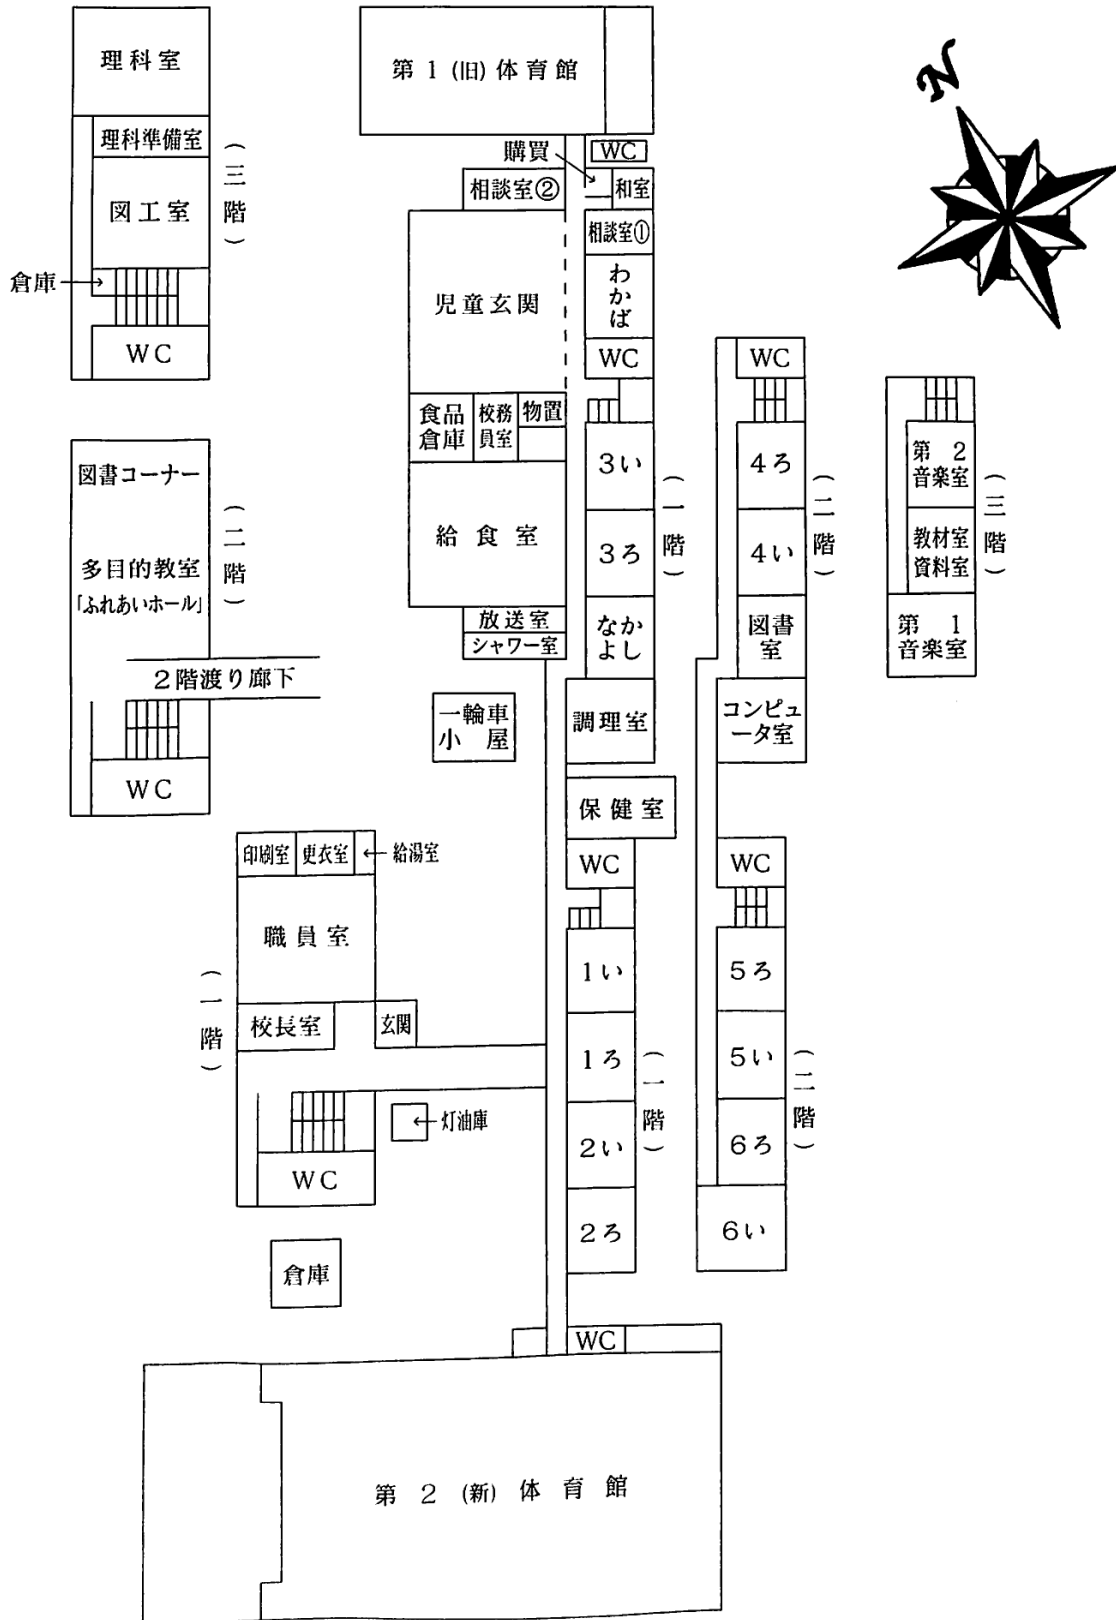 N
理科室
理科準備室
図工室
倉庫
WC
(三階)
図書コーナー
多目的教室
「ふれあいホール」
(二階)
2階渡り廊下
WC
印刷室
更衣室
給湯室
職員室
校長室
玄関
(一階)
WC
灯油庫
倉庫
第1(旧)体育館
購買
WC
相談室②
和室
相談室①
わかば
児童玄関
WC
食品
倉庫
校務
員室
物置
給食室
3い
3ろ
(一階)
放送室
シャワー室
なか
よし
一輪車
小屋
調理室
保健室
WC
1い
1ろ
2い
2ろ
(一階)
WC
4ろ
4い
図書
室
コンピュ
ータ室
(二階)
WC
5ろ
5い
6ろ
6い
(二階)
第2
音楽室
教材室
資料室
第1
音楽室
(三階)
WC
第2(新)体育館